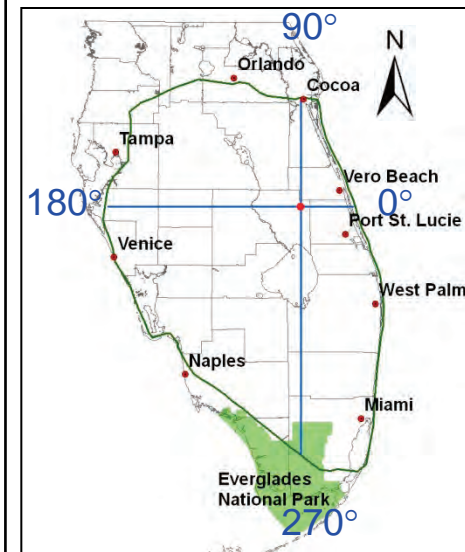 90°
N
Orlando
Cocoa
Tampa
Vero Beach
180°
0°
Port St. Lucie
Venice
West Palm
Naples
Miami
Everglades
National Park
270°